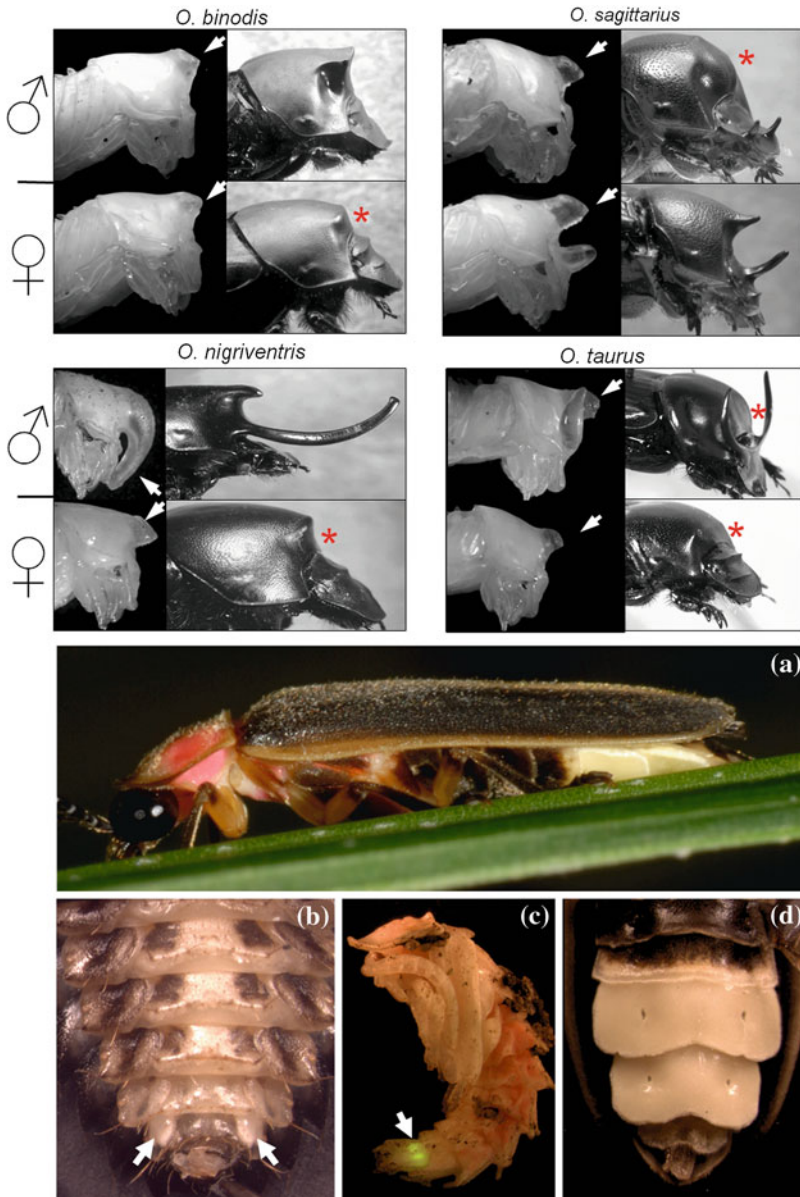 O. binodis
O. sagittarius
♂
* 
♀
*
O. nigriventris
O. taurus
♂
*
♀
*
*
(a)
(b)
(c)
(d)